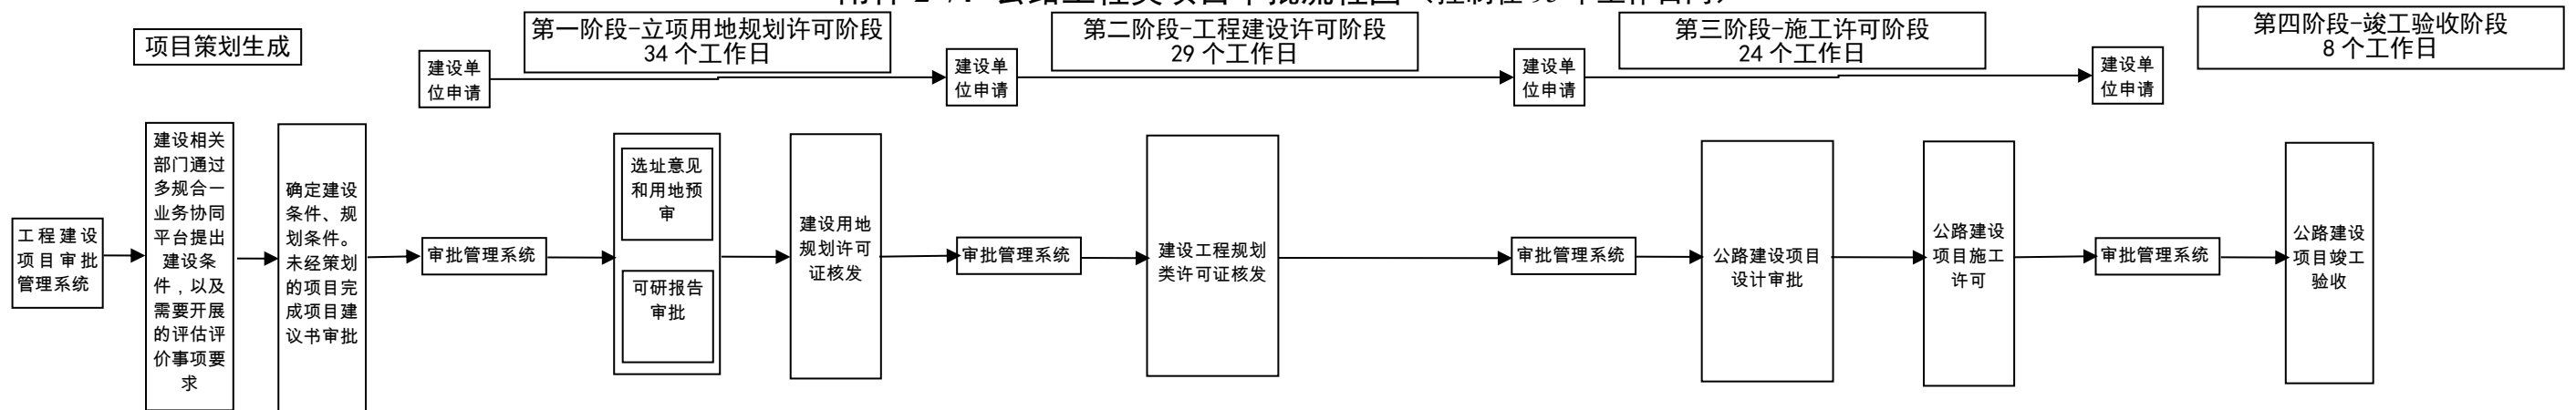 项目策划生成
第一阶段-立项用地规划许可阶段
34 个工作日
第二阶段-工程建设许可阶段
29 个工作日
第三阶段-施工许可阶段
24 个工作日
第四阶段-竣工验收阶段
8 个工作日
建设单
位申请
建设单
位申请
建设单
位申请
建设单
位申请
工程建设
项目审批
管理系统
建设相关
部门通过
多规合一
业务协同
平台提出
建设条
件，以及
需要开展
的评估评
价事项要
求
确定建设
条件、规
划条件。
未经策划
的项目完
成项目建
议书审批
审批管理系统
选址意见
和用地预
审
可研报告
审批
建设用地
规划许可
证核发
审批管理系统
建设工程规划
类许可证核发
审批管理系统
公路建设项目
设计审批
公路建设
项目施工
许可
审批管理系统
公路建设
项目竣工
验收